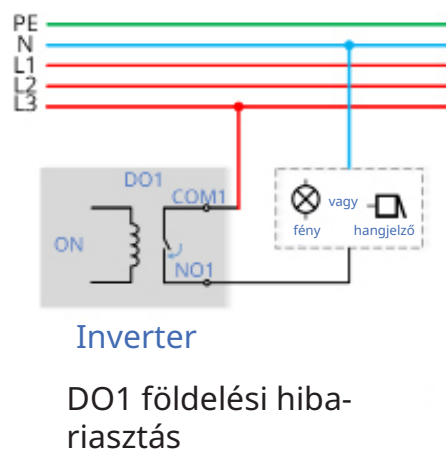 PE
N
L1
L2
L3
DO1
COM1
ON
NO1
vagy
fény
hangjelző
Inverter
DO1 földelési hiba-
riasztás